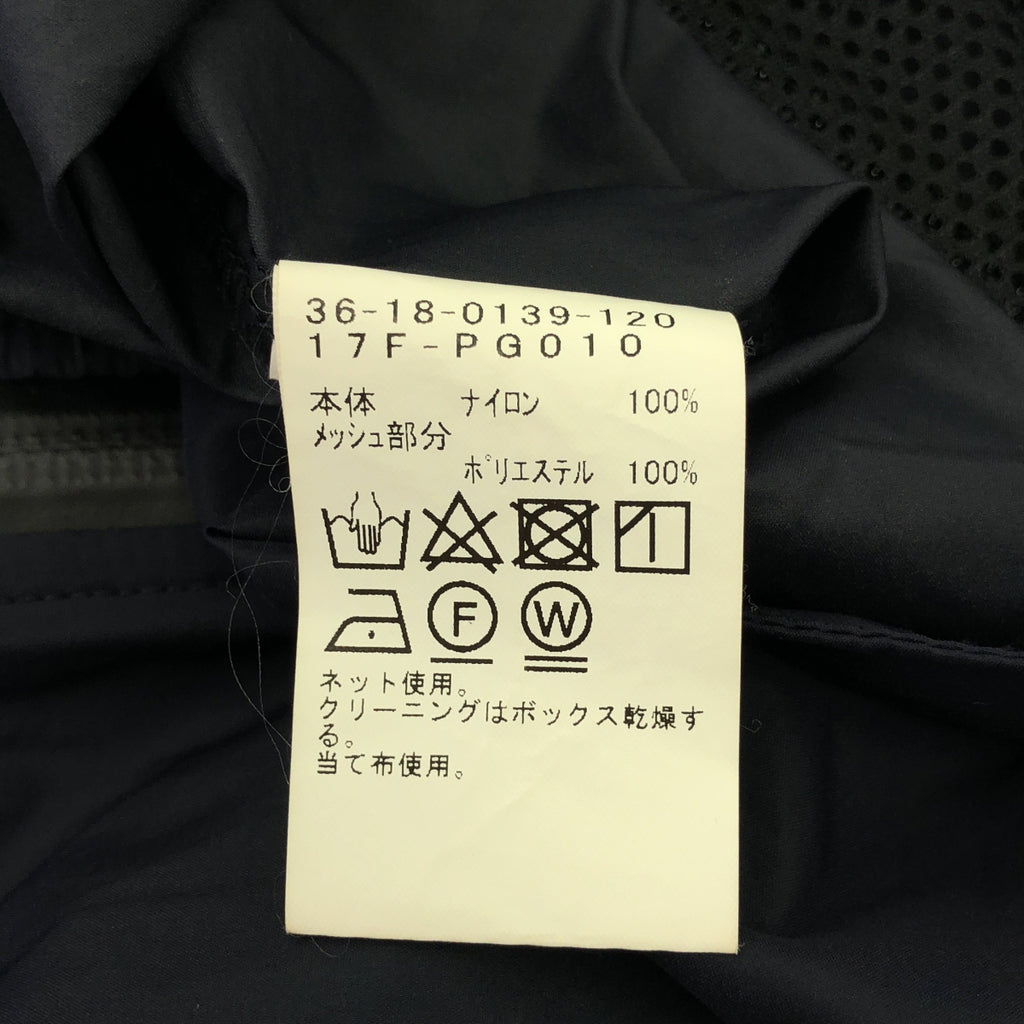 36-18-0139-120
17F-PG010
本体 ナイロン 100%
メッシュ部分
ポリエステル 100%
F W
ネット使用。
クリーニングはボックス乾燥す
る。
当て布使用。